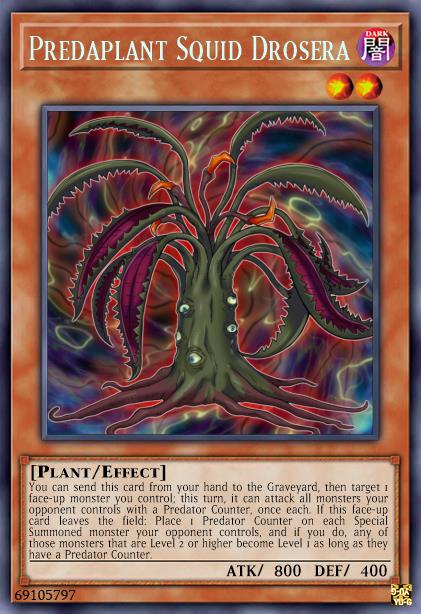 PREDAPLANT SQUID DROSERA
DARK
闇
[PLANT/EFFECT]
You can send this card from your hand to the Graveyard, then target 1
face-up monster you control; this turn, it can attack all monsters your
opponent controls with a Predator Counter, once each. If this face-up
card leaves the field: Place 1 Predator Counter on each Special
Summoned monster your opponent controls, and if you do, any of
those monsters that are Level 2 or higher become Level 1 as long as they
have a Predator Counter.
ATK/ 800 DEF/ 400
69105797